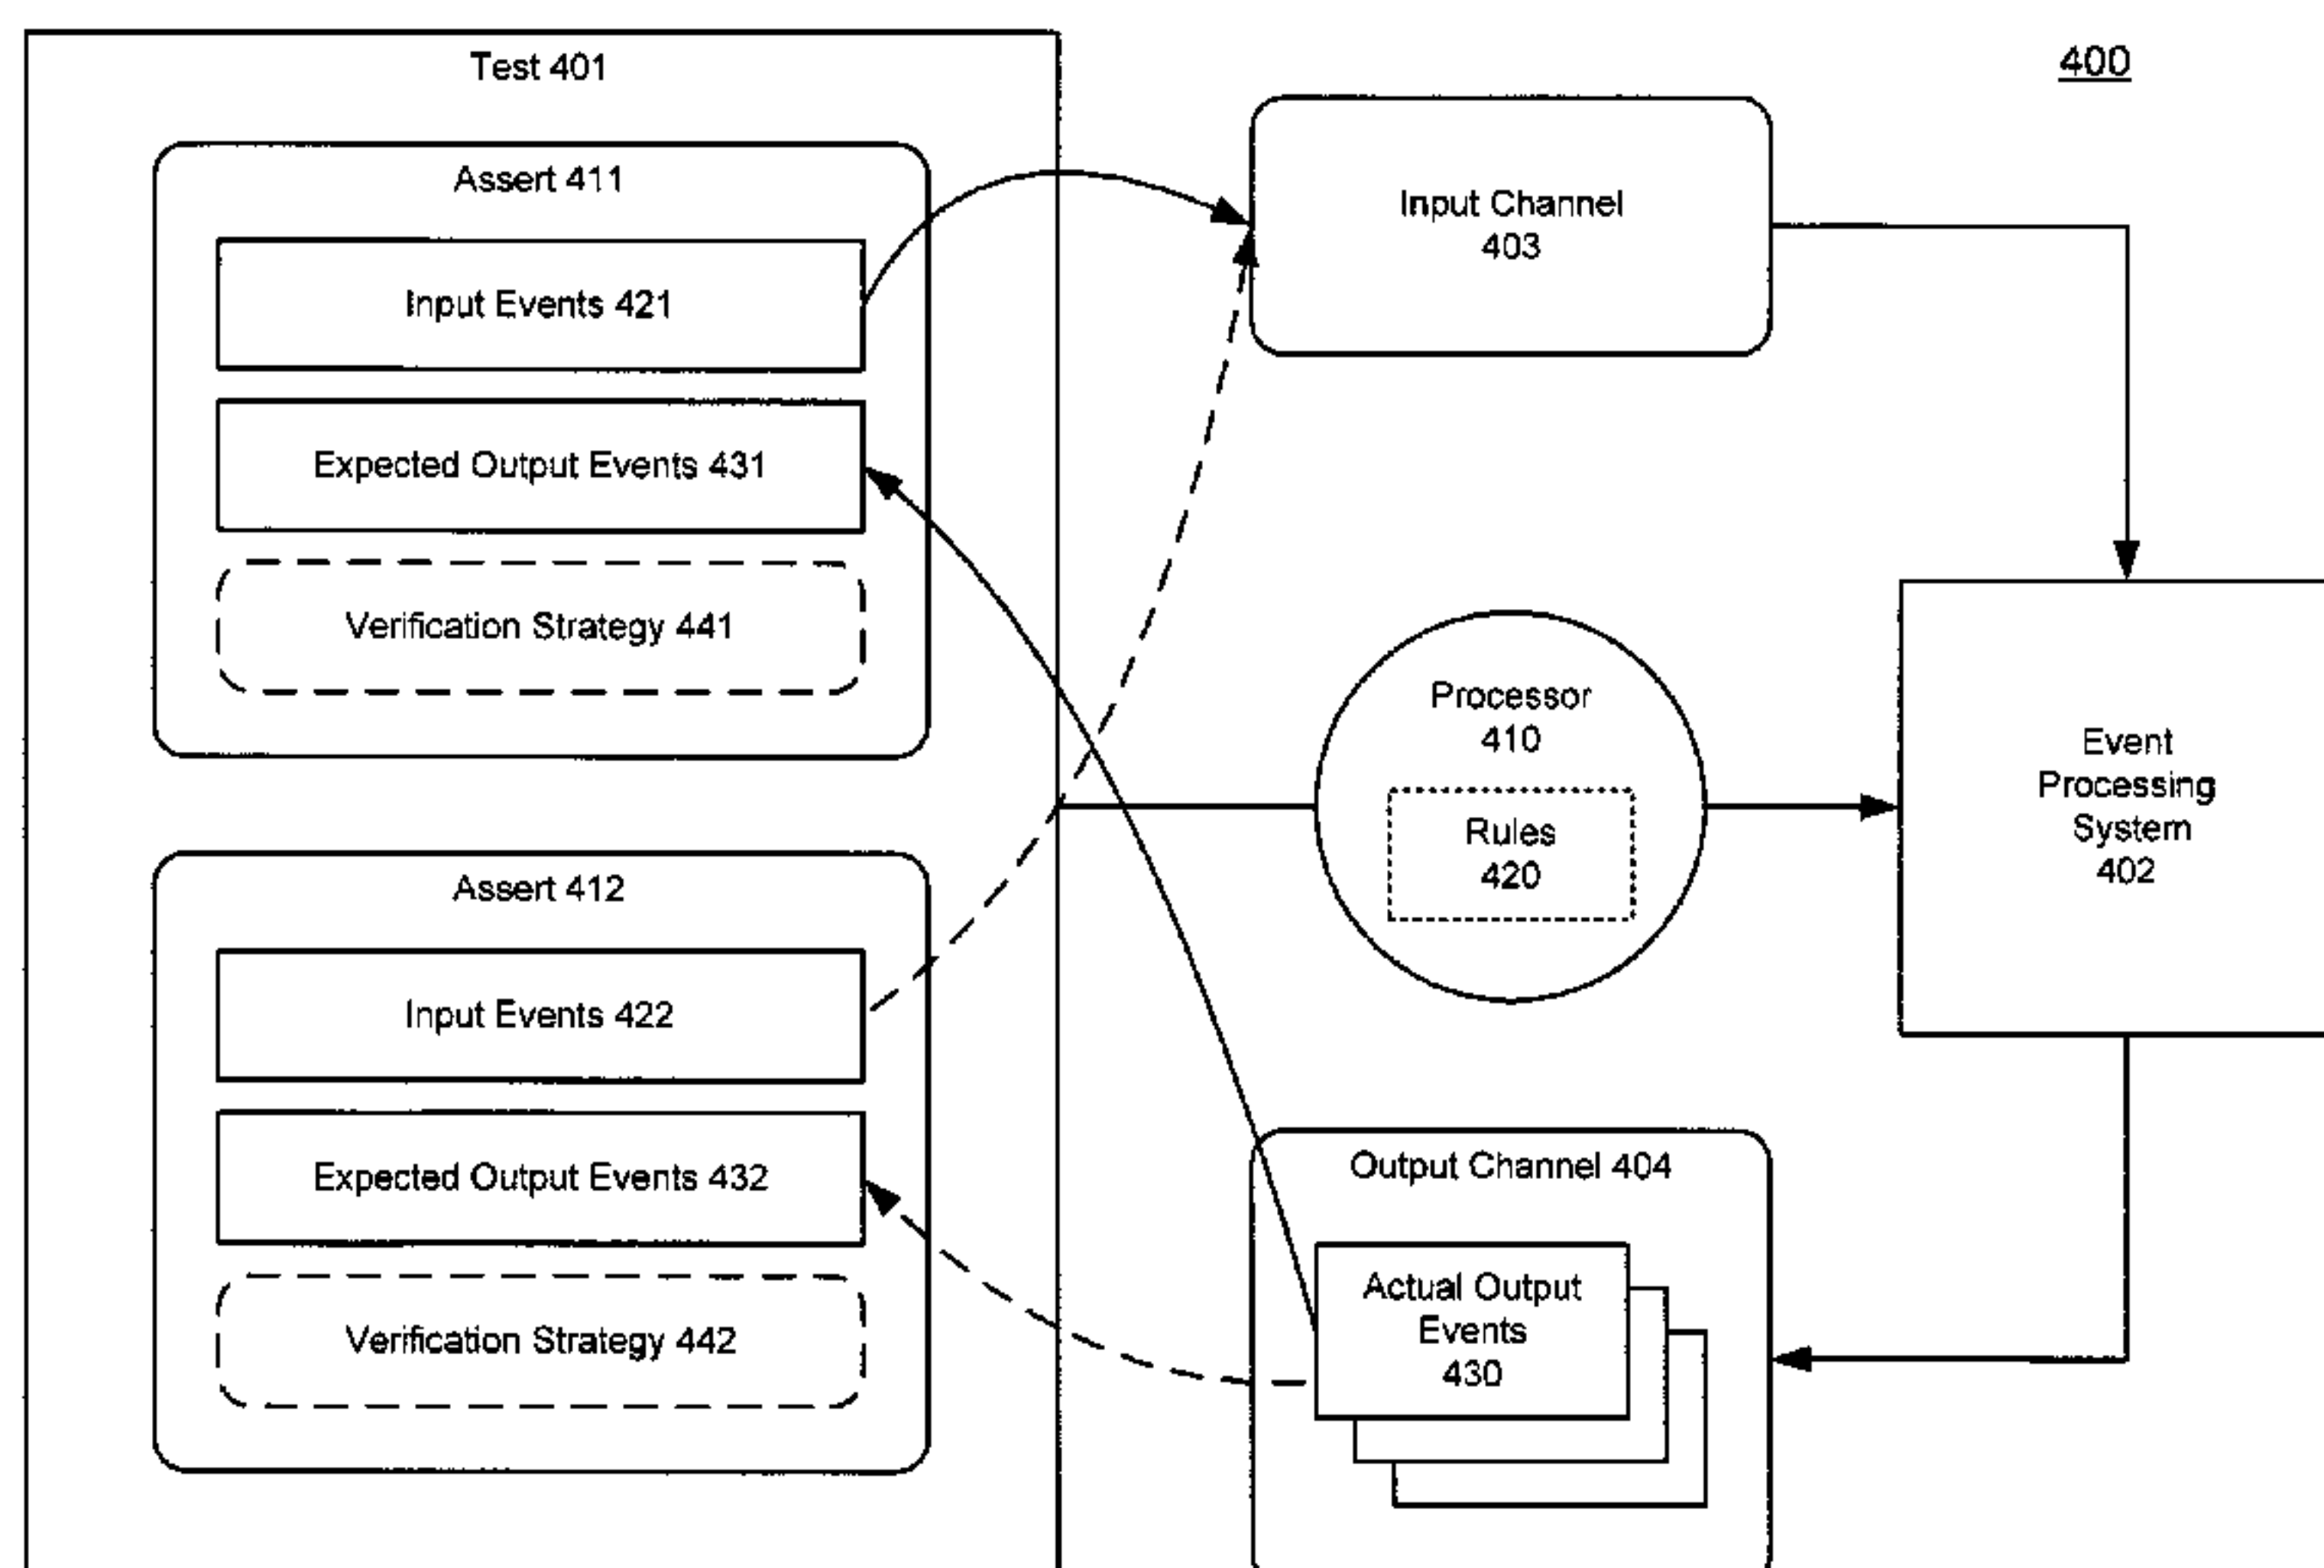 Test 401
400
Assert 411
Input Events 421
Expected Output Events 431
Verification Strategy 441
Assert 412
Input Events 422
Expected Output Events 432
Verification Strategy 442
Input Channel
403
Processor
410
Rules
420
Event
Processing
System
402
Output Channel 404
Actual Output
Events
430